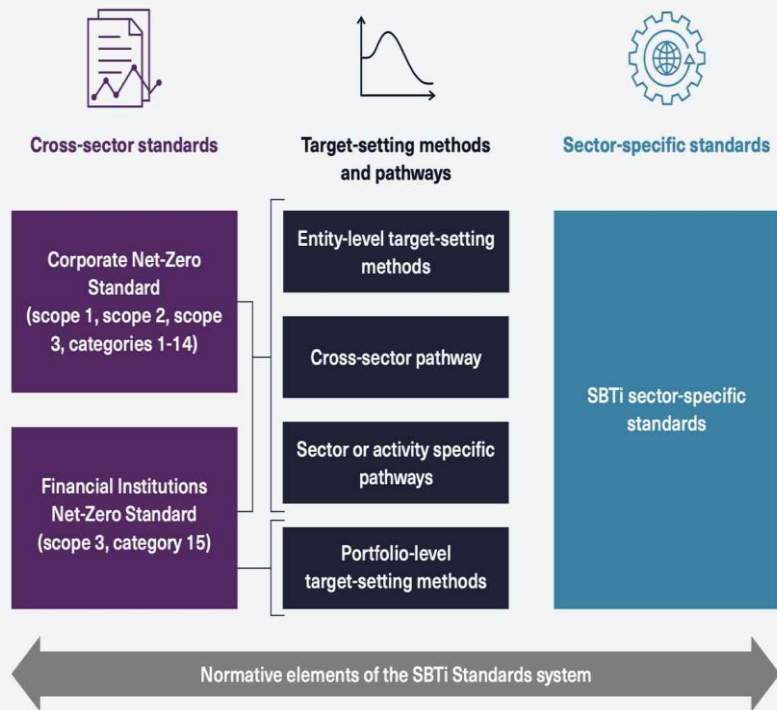 Cross-sector standards
Target-setting methods
and pathways
Sector-specific standards
Corporate Net-Zero
Standard
(scope 1, scope 2, scope
3, categories 1-14)
Financial Institutions
Net-Zero Standard
(scope 3, category 15)
Entity-level target-setting
methods
Cross-sector pathway
Sector or activity specific
pathways
Portfolio-level
target-setting methods
SBTi sector-specific
standards
Normative elements of the SBTi Standards system